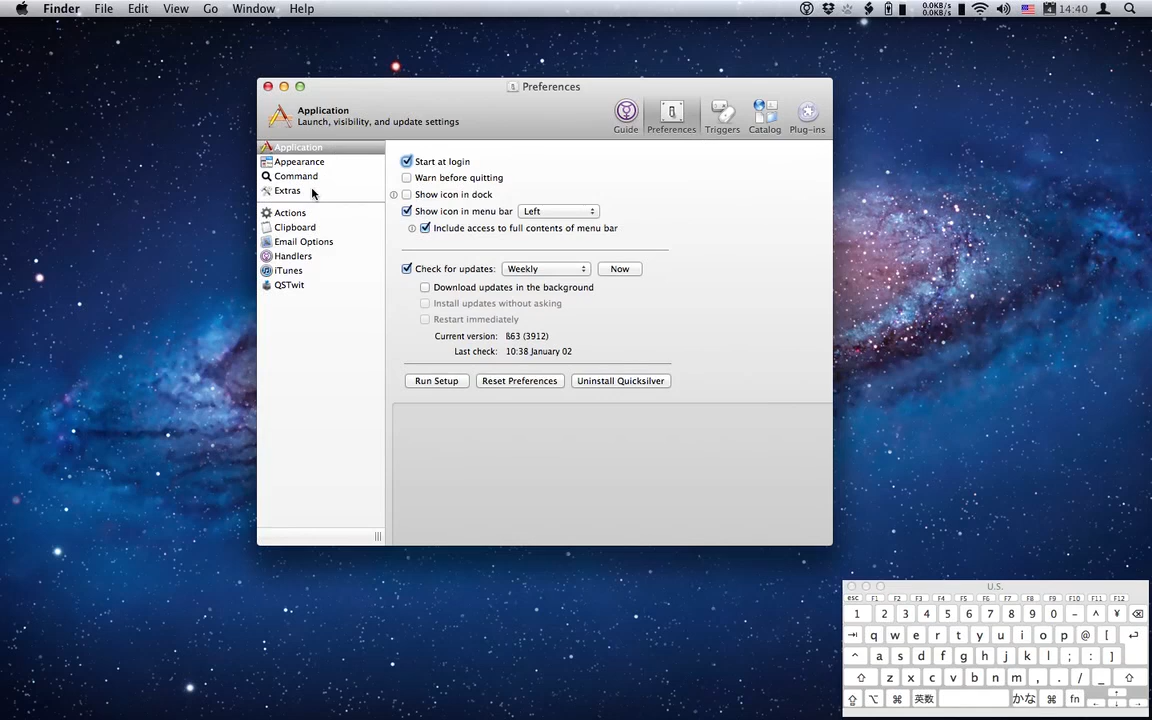 Finder File Edit View Go Window Help 0.0KB/s 0.0KB/s 4 14:40
Preferences
Application
Launch, visibility, and update settings
Guide Preferences Triggers Catalog Plug-ins
Application
Appearance
Command
Extras
Actions
Clipboard
Email Options
Handlers
iTunes
QSTwit
Start at login
Warn before quitting
Show icon in dock
Show icon in menu bar Left
Include access to full contents of menu bar
Check for updates: Weekly Now
Download updates in the background
Install updates without asking
Restart immediately
Current version: ß63 (3912)
Last check: 10:38 January 02
Run Setup Reset Preferences Uninstall Quicksilver
U.S.
esc F1 F2 F3 F4 F5 F6 F7 F8 F9 F10 F11 F12
1 2 3 4 5 6 7 8 9 0 - ^ ¥
q w e r t y u i o p @ [
^ a s d f g h j k l ; : ]
z x c v b n m , . / _
英数 かな fn